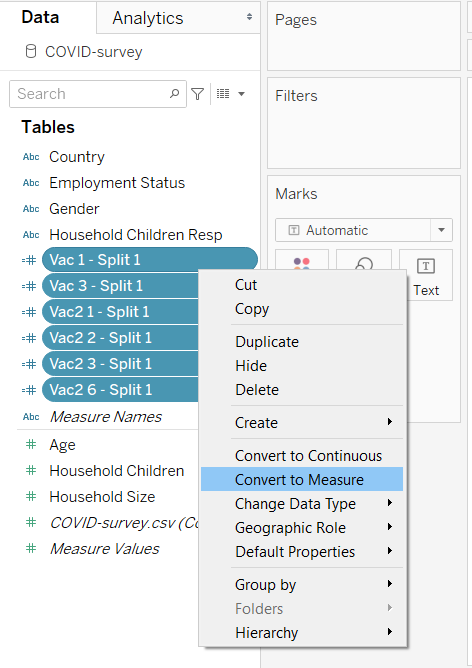 Data
Analytics
COVID-survey
Search
Tables
Abc Country
Abc Employment Status
Abc Gender
Abc Household Children Resp
=# Vac 1 - Split 1
=# Vac 3 - Split 1
=# Vac2 1 - Split 1
=# Vac2 2 - Split 1
=# Vac2 3 - Split 1
=# Vac2 6 - Split 1
Abc Measure Names
# Age
# Household Children
# Household Size
# COVID-survey.csv (Co
# Measure Values
Pages
Filters
Marks
Automatic
Text
Cut
Copy
Duplicate
Hide
Delete
Create
Convert to Continuous
Convert to Measure
Change Data Type
Geographic Role
Default Properties
Group by
Folders
Hierarchy